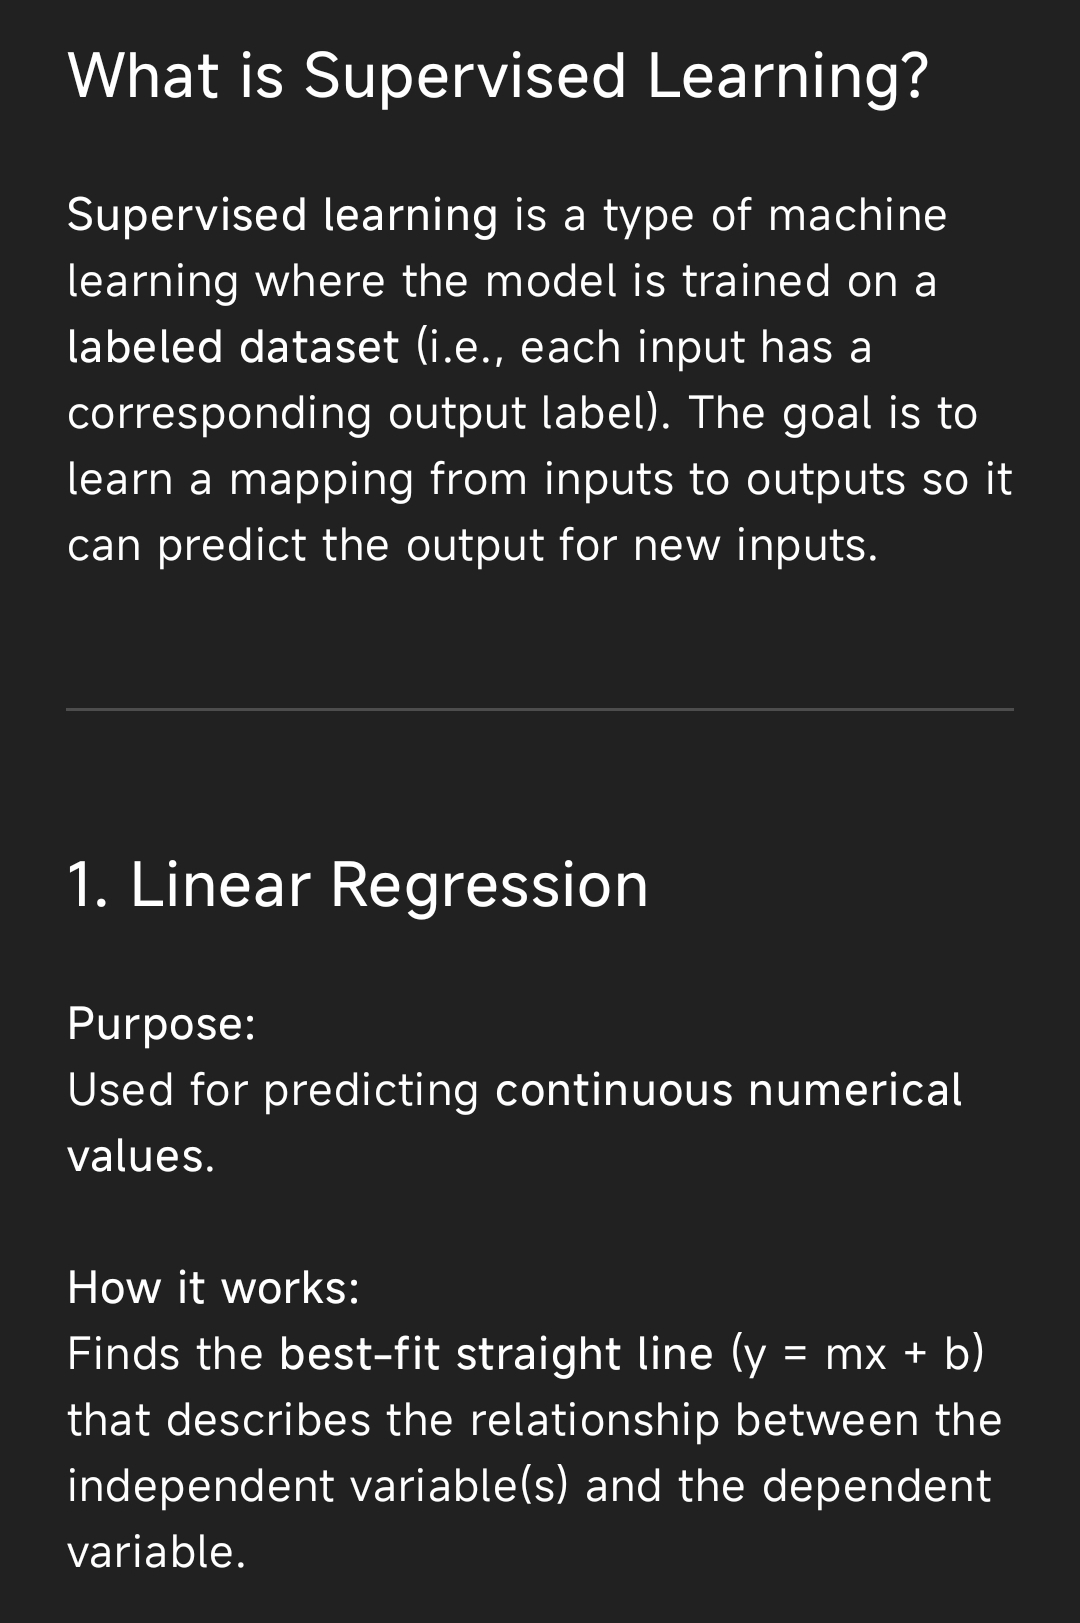 What is Supervised Learning?
Supervised learning is a type of machine
learning where the model is trained on a
labeled dataset (i.e., each input has a
corresponding output label). The goal is to
learn a mapping from inputs to outputs so it
can predict the output for new inputs.
1. Linear Regression
Purpose:
Used for predicting continuous numerical
values.
How it works:
Finds the best-fit straight line (y = mx + b)
that describes the relationship between the
independent variable(s) and the dependent
variable.